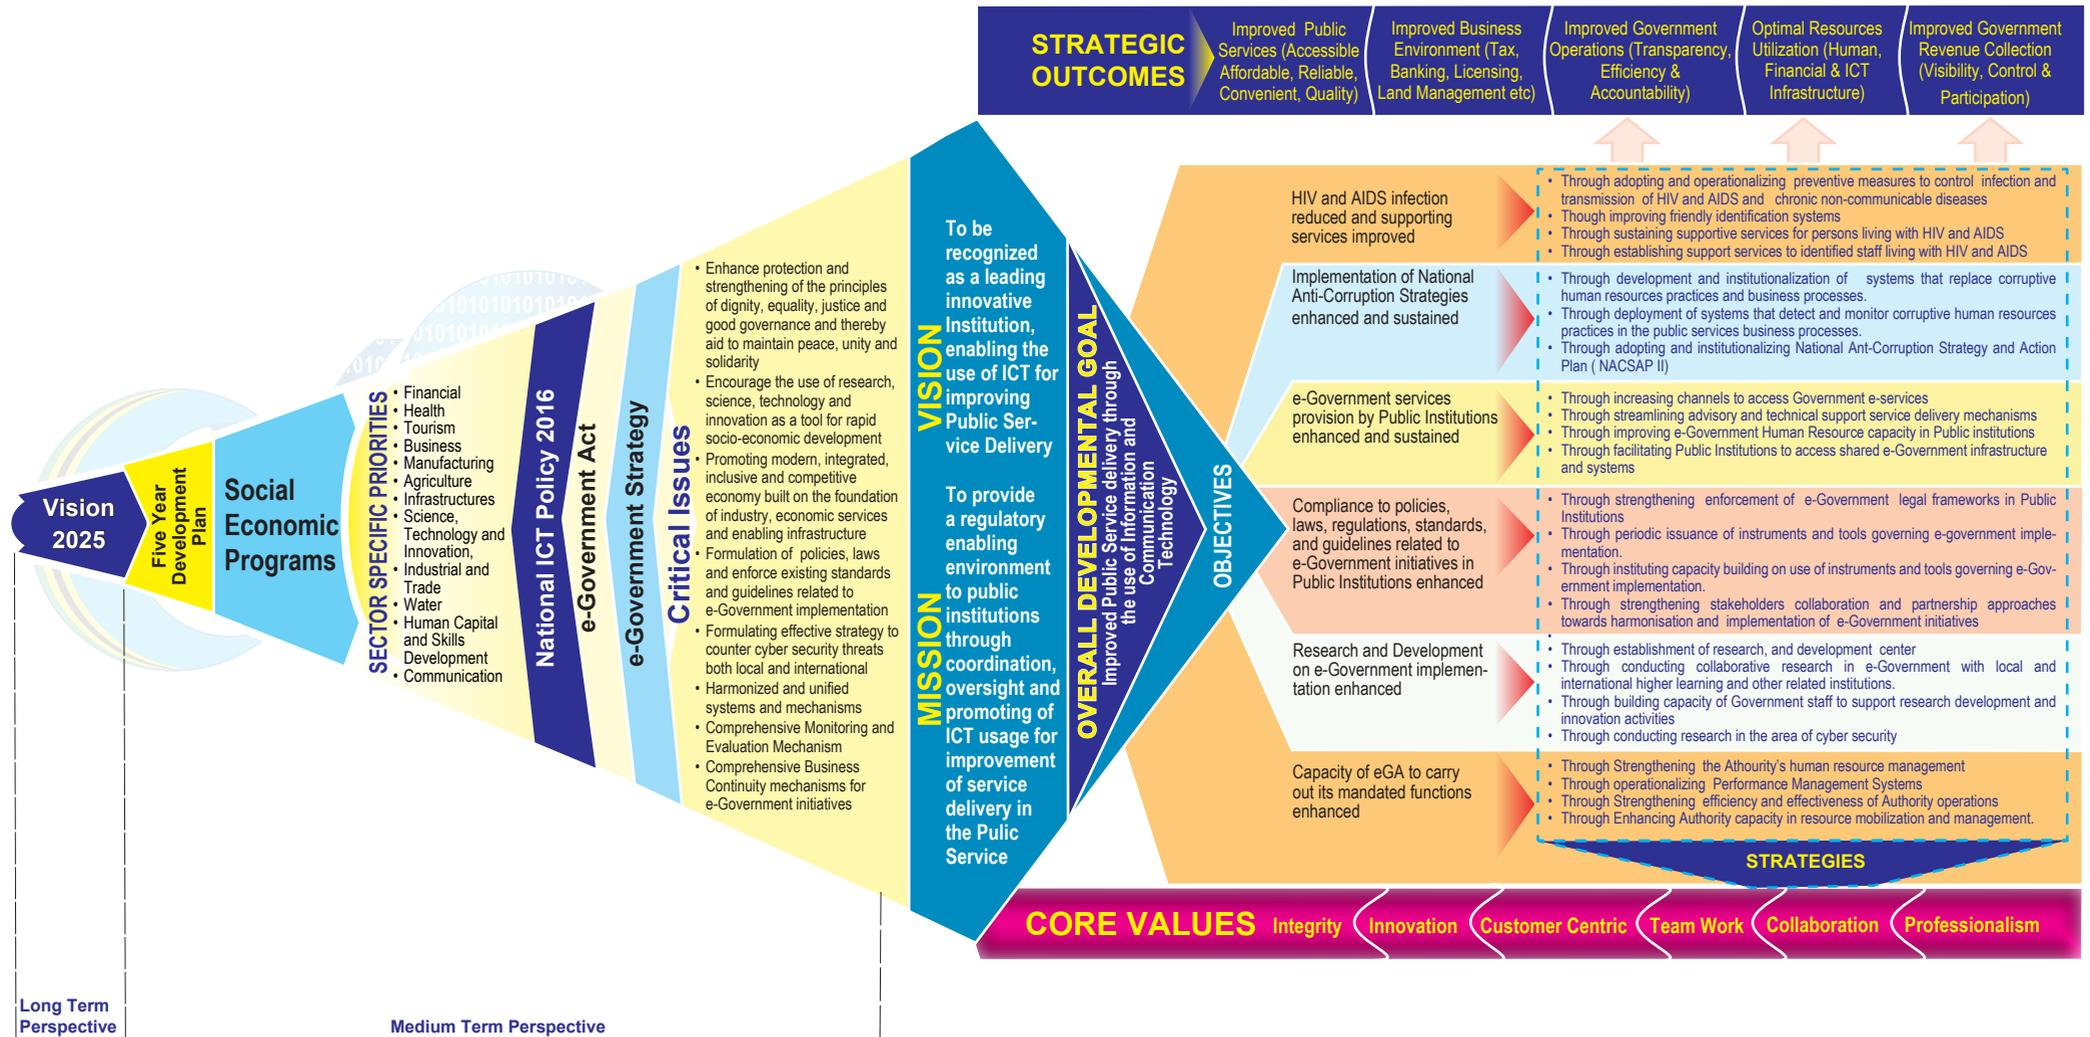 STRATEGIC
OUTCOMES
Improved Public
Services (Accessible
Affordable, Reliable,
Convenient, Quality)
Improved Business
Environment (Tax,
Banking, Licensing,
Land Management etc)
Improved Government
Operations (Transparency,
Efficiency &
Accountability)
Optimal Resources
Utilization (Human,
Financial & ICT
Infrastructure)
Improved Government
Revenue Collection
(Visibility, Control &
Participation)
Vision
2025
Five Year
Development
Plan
Social
Economic
Programs
SECTOR SPECIFIC PRIORITIES
• Financial
• Health
• Tourism
• Business
• Manufacturing
• Agriculture
• Infrastructures
• Science,
Technology and
Innovation,
• Industrial and
Trade
• Water
• Human Capital
and Skills
Development
• Communication
National ICT Policy 2016
e-Government Act
e-Government Strategy
Critical Issues
• Enhance protection and
strengthening of the principles
of dignity, equality, justice and
good governance and thereby
aid to maintain peace, unity and
solidarity
• Encourage the use of research,
science, technology and
innovation as a tool for rapid
socio-economic development
• Promoting modern, integrated,
inclusive and competitive
economy built on the foundation
of industry, economic services
and enabling infrastructure
• Formulation of policies, laws
and enforce existing standards
and guidelines related to
e-Government implementation
• Formulating effective strategy to
counter cyber security threats
both local and international
• Harmonized and unified
systems and mechanisms
• Comprehensive Monitoring and
Evaluation Mechanism
• Comprehensive Business
Continuity mechanisms for
e-Government initiatives
VISION
To be
recognized
as a leading
innovative
Institution,
enabling the
use of ICT for
improving
Public Ser-
vice Delivery
MISSION
To provide
a regulatory
enabling
environment
to public
institutions
through
coordination,
oversight and
promoting of
ICT usage for
improvement
of service
delivery in
the Pulic
Service
OVERALL DEVELOPMENTAL GOAL
Improved Public Service delivery through
the use of Information and
Communication
Technology
OBJECTIVES
HIV and AIDS infection
reduced and supporting
services improved
• Through adopting and operationalizing preventive measures to control infection and
transmission of HIV and AIDS and chronic non-communicable diseases
• Though improving friendly identification systems
• Through sustaining supportive services for persons living with HIV and AIDS
• Through establishing support services to identified staff living with HIV and AIDS
Implementation of National
Anti-Corruption Strategies
enhanced and sustained
• Through development and institutionalization of systems that replace corruptive
human resources practices and business processes.
• Through deployment of systems that detect and monitor corruptive human resources
practices in the public services business processes.
• Through adopting and institutionalizing National Ant-Corruption Strategy and Action
Plan ( NACSAP II)
e-Government services
provision by Public Institutions
enhanced and sustained
• Through increasing channels to access Government e-services
• Through streamlining advisory and technical support service delivery mechanisms
• Through improving e-Government Human Resource capacity in Public institutions
• Through facilitating Public Institutions to access shared e-Government infrastructure
and systems
Compliance to policies,
laws, regulations, standards,
and guidelines related to
e-Government initiatives in
Public Institutions enhanced
• Through strengthening enforcement of e-Government legal frameworks in Public
Institutions
• Through periodic issuance of instruments and tools governing e-government imple-
mentation.
• Through instituting capacity building on use of instruments and tools governing e-Gov-
ernment implementation.
• Through strengthening stakeholders collaboration and partnership approaches
towards harmonisation and implementation of e-Government initiatives
•
Research and Development
on e-Government implemen-
tation enhanced
• Through establishment of research, and development center
• Through conducting collaborative research in e-Government with local and
international higher learning and other related institutions.
• Through building capacity of Government staff to support research development and
innovation activities
• Through conducting research in the area of cyber security
Capacity of eGA to carry
out its mandated functions
enhanced
• Through Strengthening the Athourity's human resource management
• Through operationalizing Performance Management Systems
• Through Strengthening efficiency and effectiveness of Authority operations
• Through Enhancing Authority capacity in resource mobilization and management.
STRATEGIES
CORE VALUES
Integrity
Innovation
Customer Centric
Team Work
Collaboration
Professionalism
Long Term
Perspective
Medium Term Perspective